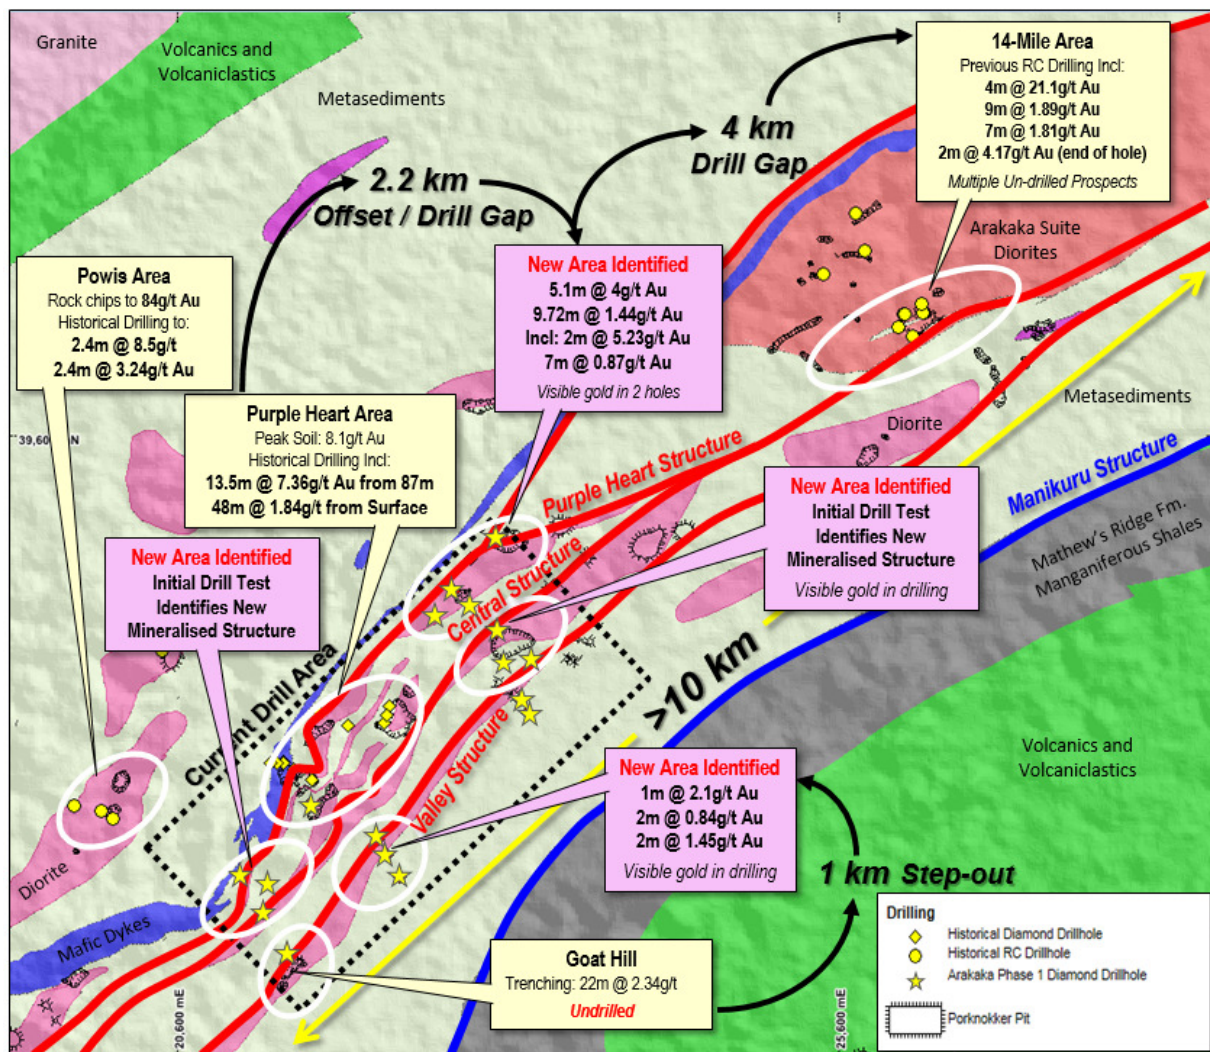 Granite
Volcanics and
Volcaniclastics
Metasediments
4 km
Drill Gap
2.2 km
Offset / Drill Gap
14-Mile Area
Previous RC Drilling Incl:
4m @ 21.1g/t Au
9m @ 1.89g/t Au
7m @ 1.81g/t Au
2m @ 4.17g/t Au (end of hole)
Multiple Un-drilled Prospects
Arakaka Suite
Diorites
Powis Area
Rock chips to 84g/t Au
Historical Drilling to:
2.4m @ 8.5g/t
2.4m @ 3.24g/t Au
New Area Identified
5.1m @ 4g/t Au
9.72m @ 1.44g/t Au
Incl: 2m @ 5.23g/t Au
7m @ 0.87g/t Au
Visible gold in 2 holes
Purple Heart Area
Peak Soil: 8.1g/t Au
Historical Drilling Incl:
13.5m @ 7.36g/t Au from 87m
48m @ 1.84g/t from Surface
Metasediments
Diorite
Purple Heart Structure
Manikuru Structure
New Area Identified
Initial Drill Test
Identifies New
Mineralised Structure
Visible gold in drilling
Mathew's Ridge Fm.
Manganiferous Shales
New Area Identified
Initial Drill Test
Identifies New
Mineralised Structure
Central Structure
Current Drill Area
>10 km
Valley Structure
Volcanics and
Volcaniclastics
New Area Identified
1m @ 2.1g/t Au
2m @ 0.84g/t Au
2m @ 1.45g/t Au
Visible gold in drilling
1 km Step-out
Diorite
Mafic Dykes
Goat Hill
Trenching: 22m @ 2.34g/t
Undrilled
20,600 mE
25,600 mE
Drilling
Historical Diamond Drillhole
Historical RC Drillhole
Arakaka Phase 1 Diamond Drillhole
Porknokker Pit